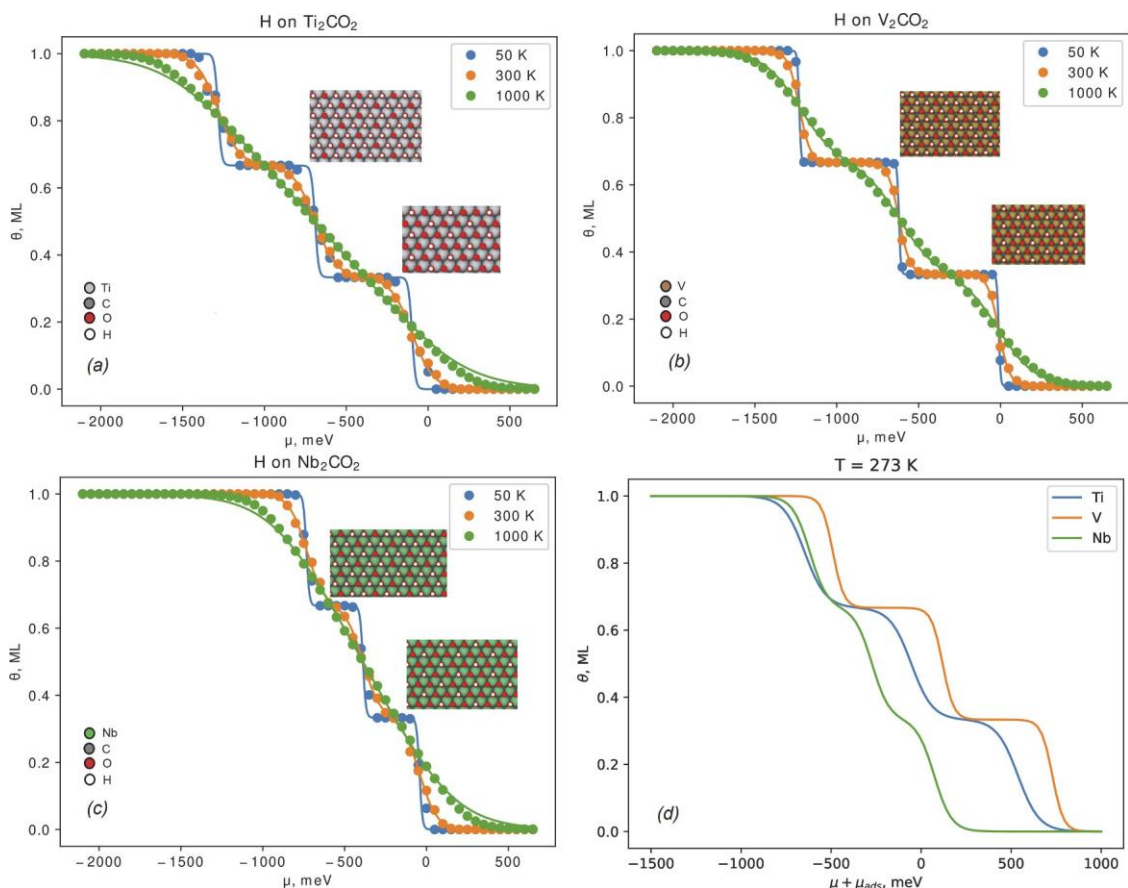 H on Ti₂CO₂
1.0
0.8
0.6
0.4
0.2
0.0
θ, ML
50 K
300 K
1000 K
Ti
C
O
H
(a)
−2000
−1500
−1000
−500
0
500
μ, meV
H on V₂CO₂
1.0
0.8
0.6
0.4
0.2
0.0
θ, ML
50 K
300 K
1000 K
V
C
O
H
(b)
−2000
−1500
−1000
−500
0
500
μ, meV
H on Nb₂CO₂
1.0
0.8
0.6
0.4
0.2
0.0
θ, ML
50 K
300 K
1000 K
Nb
C
O
H
(c)
−2000
−1500
−1000
−500
0
500
μ, meV
T = 273 K
1.0
0.8
0.6
0.4
0.2
0.0
θ, ML
Ti
V
Nb
(d)
−1500
−1000
−500
0
500
1000
μ + μads, meV